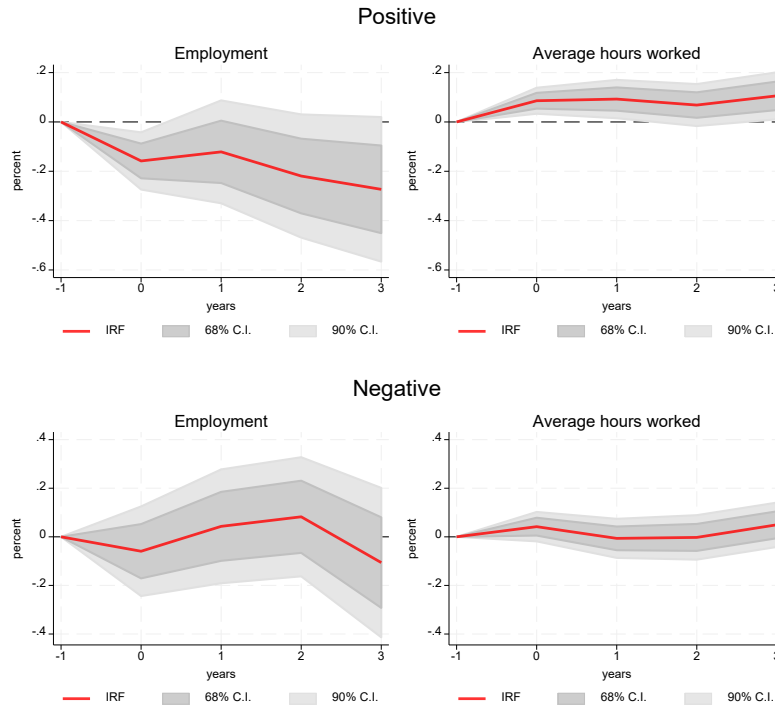 Positive
Employment
.2
0
-.2
-.4
-.6
percent
-1 0 1 2 3
years
IRF 68% C.I. 90% C.I.
Average hours worked
.2
0
-.2
-.4
-.6
percent
-1 0 1 2 3
years
IRF 68% C.I. 90% C.I.
Negative
Employment
.4
.2
0
-.2
-.4
percent
-1 0 1 2 3
years
IRF 68% C.I. 90% C.I.
Average hours worked
.4
.2
0
-.2
-.4
percent
-1 0 1 2 3
years
IRF 68% C.I. 90% C.I.